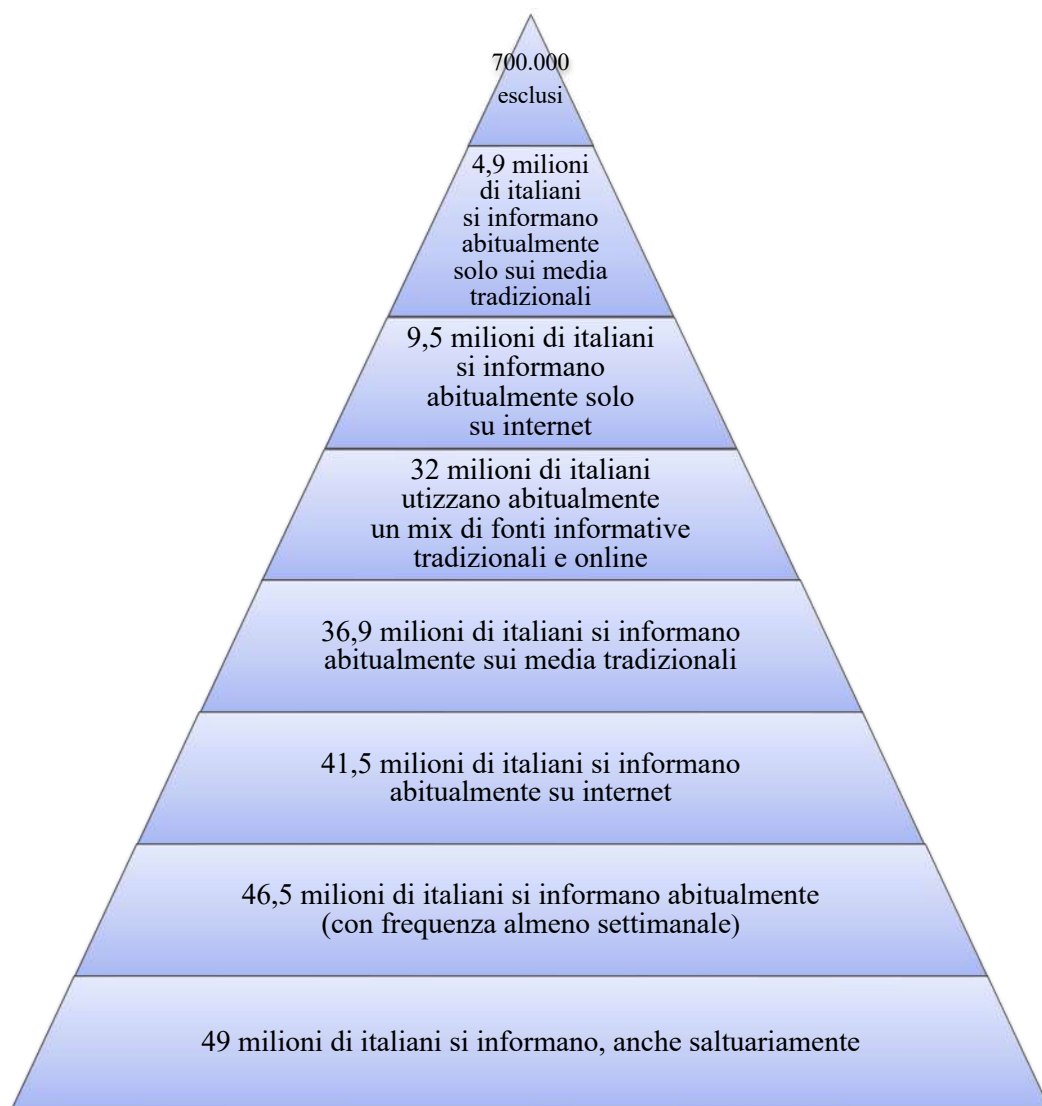 700.000
esclusi
4,9 milioni
di italiani
si informano
abitualmente
solo sui media
tradizionali
9,5 milioni di italiani
si informano
abitualmente solo
su internet
32 milioni di italiani
utizzano abitualmente
un mix di fonti informative
tradizionali e online
36,9 milioni di italiani si informano
abitualmente sui media tradizionali
41,5 milioni di italiani si informano
abitualmente su internet
46,5 milioni di italiani si informano abitualmente
(con frequenza almeno settimanale)
49 milioni di italiani si informano, anche saltuariamente